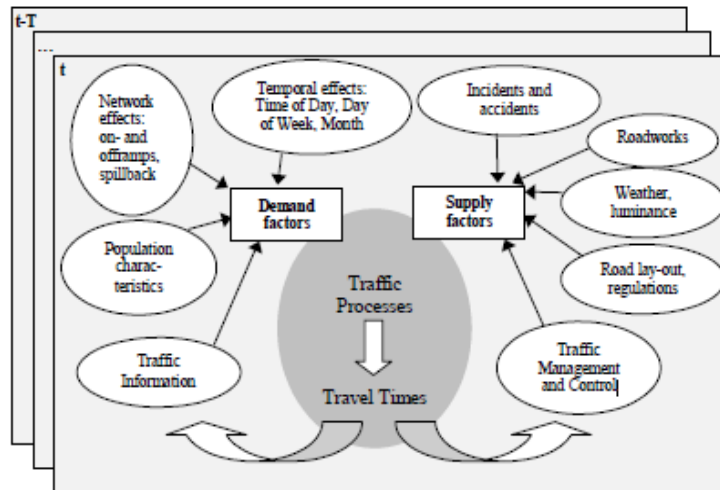 t-T
...
t
Network
effects:
on- and
offramps,
spillback
Temporal effects:
Time of Day, Day
of Week, Month
Incidents and
accidents
Roadworks
Weather,
luminance
Road lay-out,
regulations
Demand
factors
Supply
factors
Population
charac-
teristics
Traffic
Processes
Traffic
Information
Travel Times
Traffic
Management
and Control